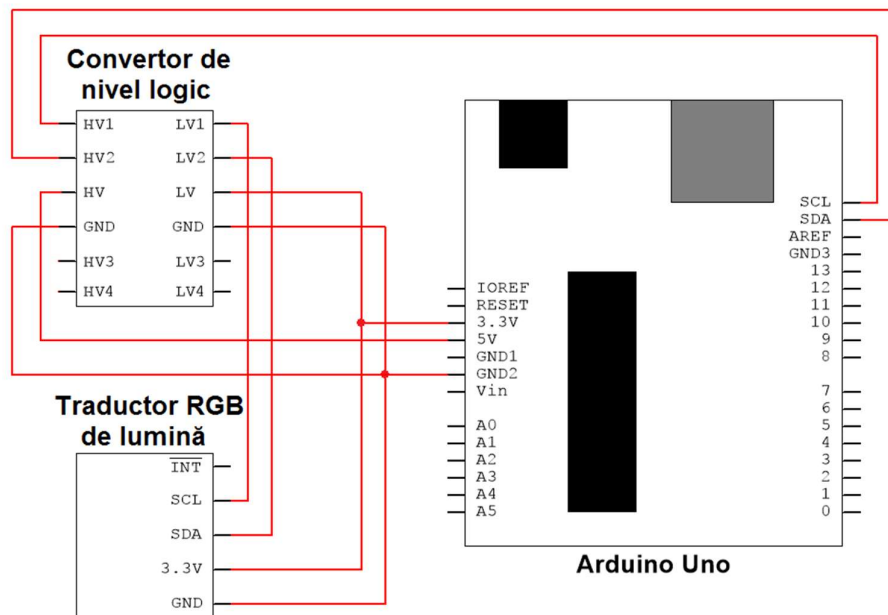 Convertor de
nivel logic
HV1 LV1
HV2 LV2
HV LV
GND GND
HV3 LV3
HV4 LV4
Traductor RGB
de lumină
INT
SCL
SDA
3.3V
GND
SCL
SDA
AREF
GND3
13
IOREF 12
RESET 11
3.3V 10
5V 9
GND1 8
GND2
Vin 7
6
A0 5
A1 4
A2 3
A3 2
A4 1
A5 0
Arduino Uno